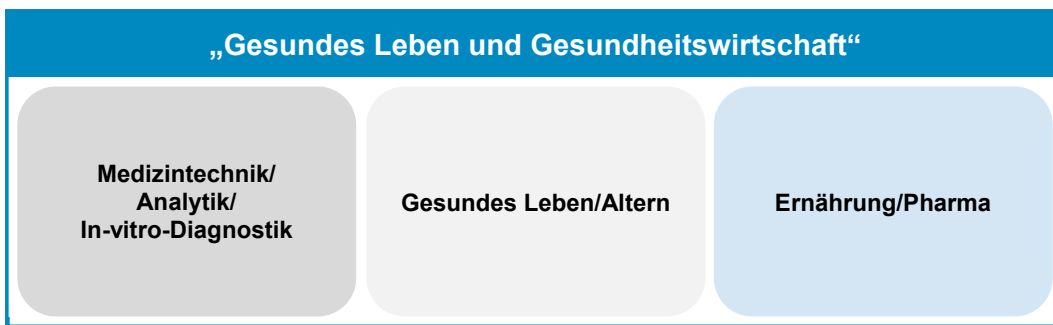 „Gesundes Leben und Gesundheitswirtschaft“
Medizintechnik/
Analytik/
In-vitro-Diagnostik
Gesundes Leben/Altern
Ernährung/Pharma